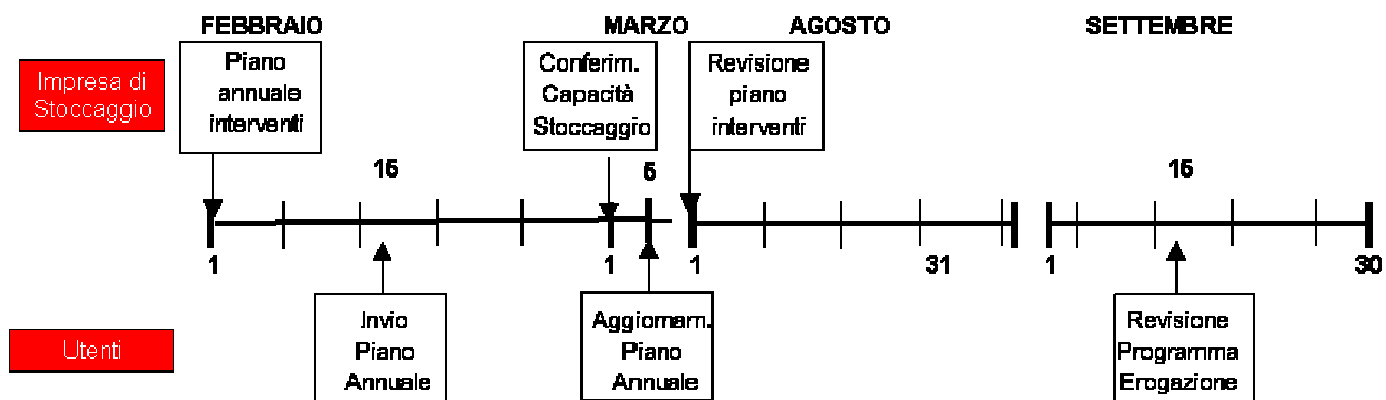 FEBBRAIO MARZO AGOSTO SETTEMBRE
Impresa di
Stoccaggio
Piano
annuale
interventi
Conferim.
Capacità
Stoccaggio
Revisione
piano
interventi
15 5 15
1 1 1 31 1 30
Utenti
Invio
Piano
Annuale
Aggiornam.
Piano
Annuale
Revisione
Programma
Erogazione